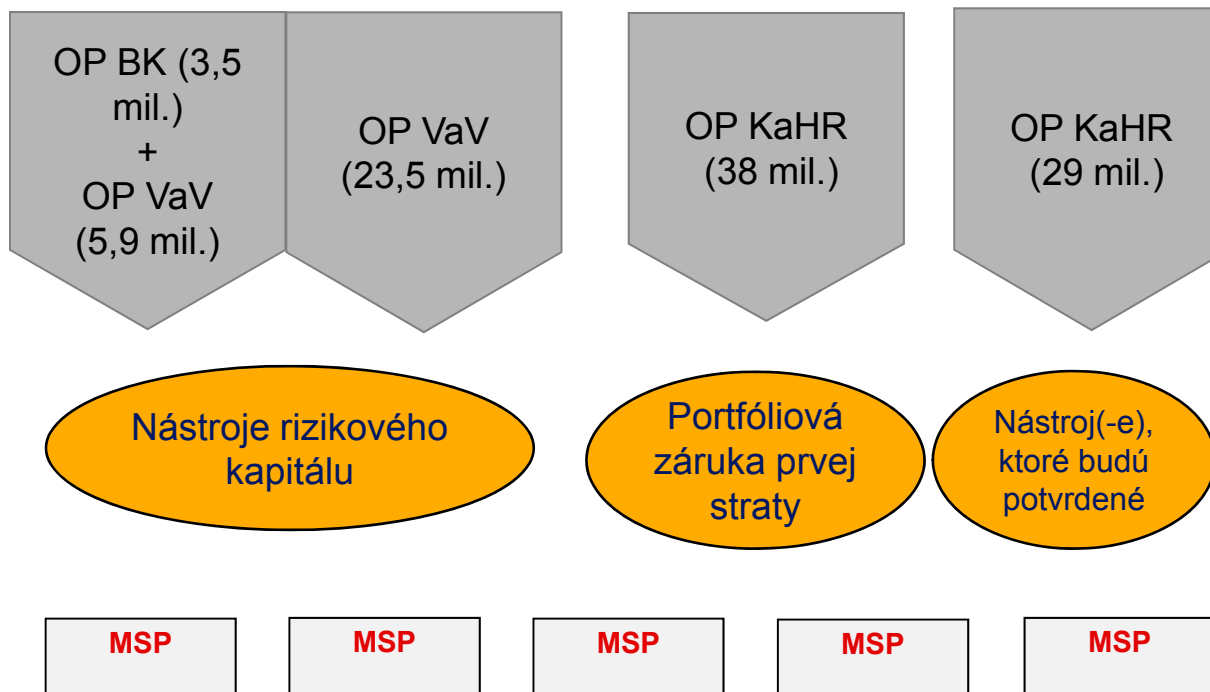 OP BK (3,5
mil.)
+
OP VaV
(5,9 mil.)
OP VaV
(23,5 mil.)
OP KaHR
(38 mil.)
OP KaHR
(29 mil.)
Nástroje rizikového
kapitálu
Portfóliová
záruka prvej
straty
Nástroj(-e),
ktoré budú
potvrdené
MSP
MSP
MSP
MSP
MSP